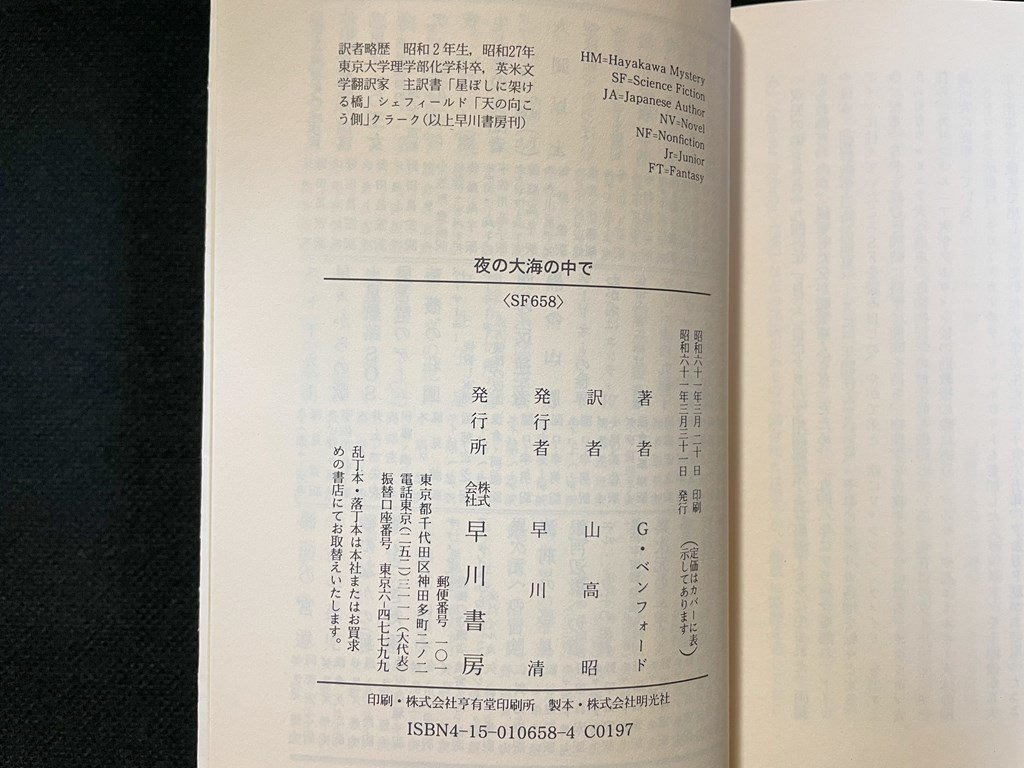 訳者略歴　昭和2年生，昭和27年
東京大学理学部化学科卒，英米文
学翻訳家　主訳書「星ぼしに架け
る橋」シェフィールド「天の向こ
う側」クラーク(以上早川書房刊)
HM=Hayakawa Mystery
SF=Science Fiction
JA=Japanese Author
NV=Novel
NF=Nonfiction
Jr=Junior
FT=Fantasy
夜の大海の中で
〈SF658〉
昭和六十一年三月二十日　印刷
昭和六十一年三月三十一日　発行
（定価はカバーに表示してあります）
著者　G・ベンフォード
訳者　山高昭
発行者　早川清
発行所　株式会社　早川書房
郵便番号　一〇一
東京都千代田区神田多町二ノ二
電話東京(二五二)三一一一(大代表)
振替口座番号　東京六-四七七九九
乱丁本・落丁本は本社またはお買求
めの書店にてお取替えいたします。
印刷・株式会社亨有堂印刷所　製本・株式会社明光社
ISBN4-15-010658-4 C0197